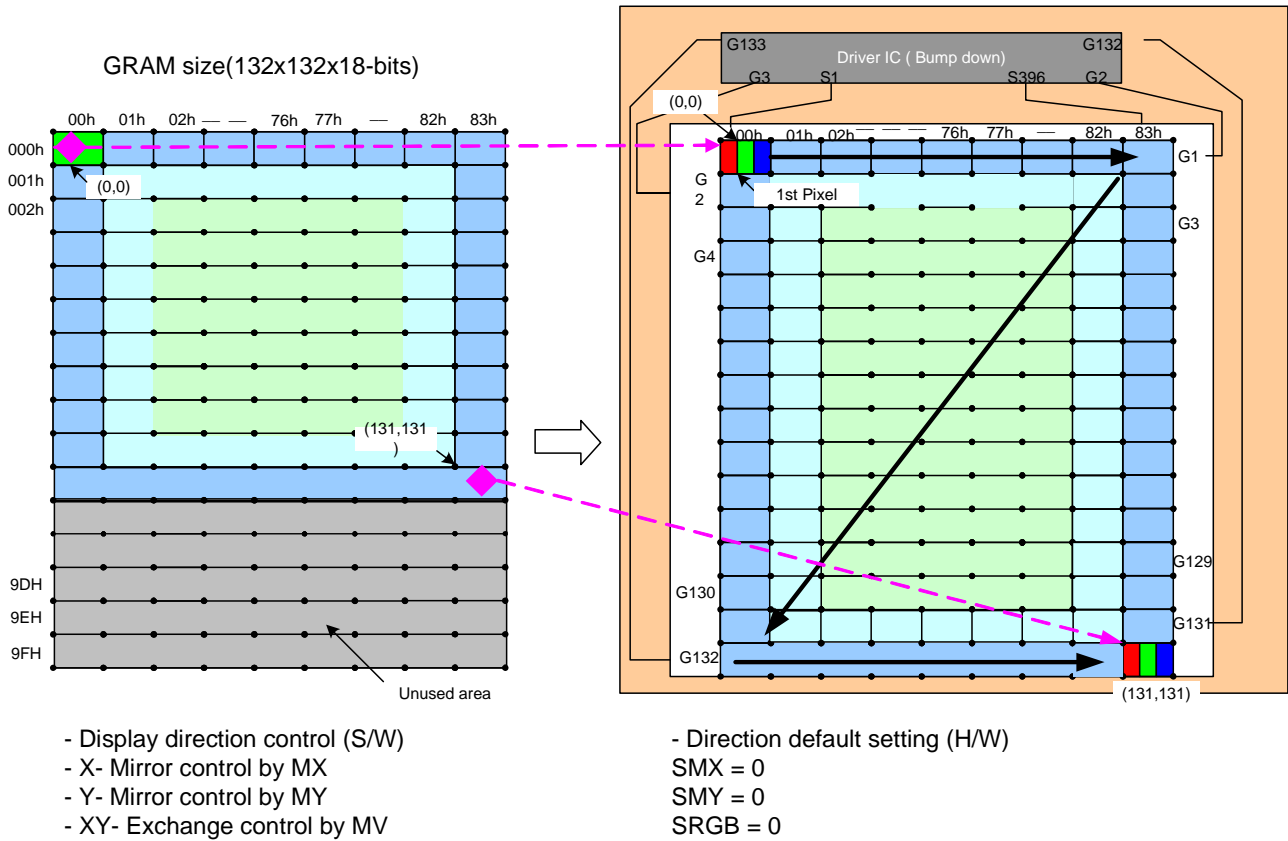 GRAM size(132x132x18-bits)
00h 01h 02h — — 76h 77h — 82h 83h
000h
001h
002h
(0,0)
(131,131
)
9DH
9EH
9FH
Unused area
- Display direction control (S/W)
- X- Mirror control by MX
- Y- Mirror control by MY
- XY- Exchange control by MV
G133 G132
Driver IC ( Bump down)
G3 S1 S396 G2
(0,0)
00h 01h 02h — — — 76h 77h — 82h 83h
G1
G
2
1st Pixel
G3
G4
G129
G130
G131
G132
(131,131)
- Direction default setting (H/W)
SMX = 0
SMY = 0
SRGB = 0